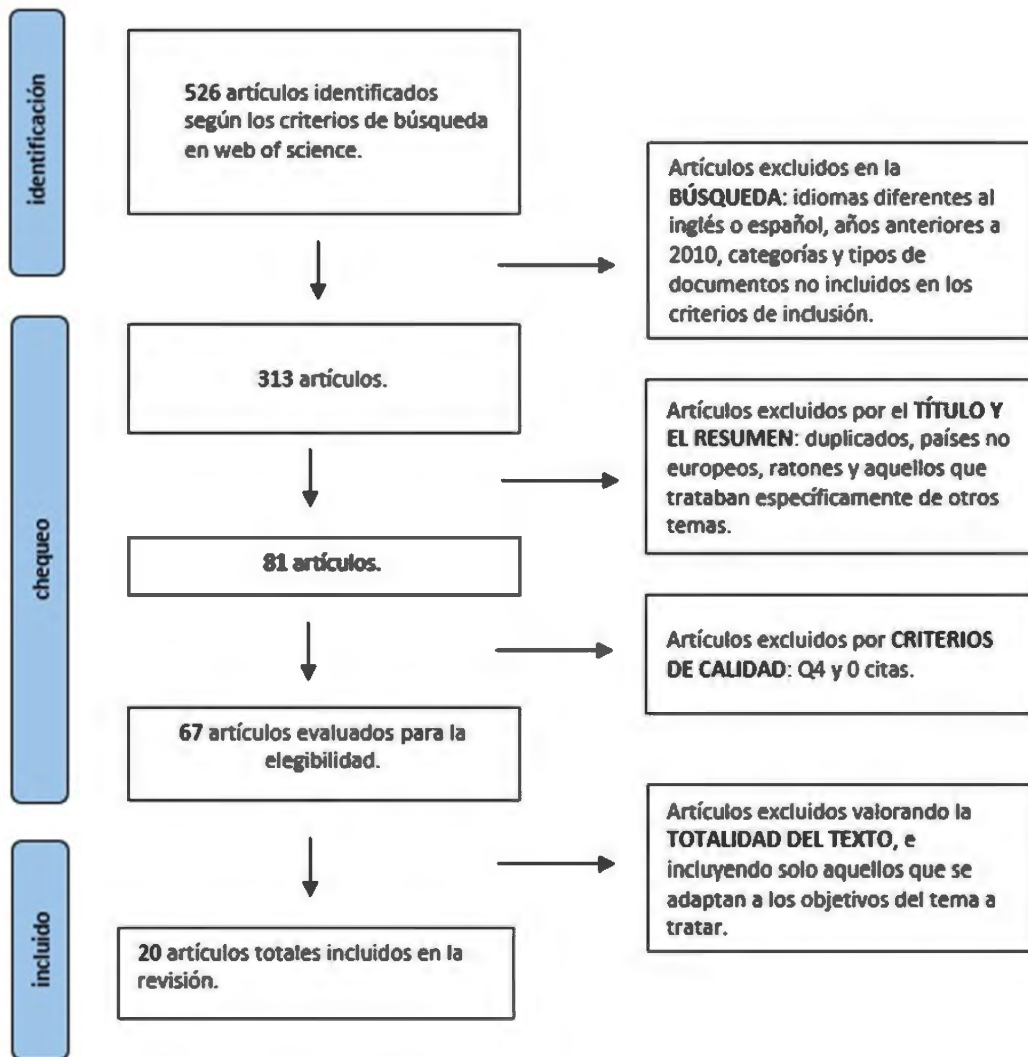 identificación
526 artículos identificados
según los criterios de búsqueda
en web of science.
Artículos excluidos en la
BÚSQUEDA: idiomas diferentes al
inglés o español, años anteriores a
2010, categorías y tipos de
documentos no incluidos en los
criterios de inclusión.
chequeo
313 artículos.
Artículos excluidos por el TÍTULO Y
EL RESUMEN: duplicados, países no
europeos, ratones y aquellos que
trataban específicamente de otros
temas.
81 artículos.
Artículos excluidos por CRITERIOS
DE CALIDAD: Q4 y 0 citas.
67 artículos evaluados para la
elegibilidad.
Artículos excluidos valorando la
TOTALIDAD DEL TEXTO, e
incluyendo solo aquellos que se
adaptan a los objetivos del tema a
tratar.
incluido
20 artículos totales incluidos en la
revisión.